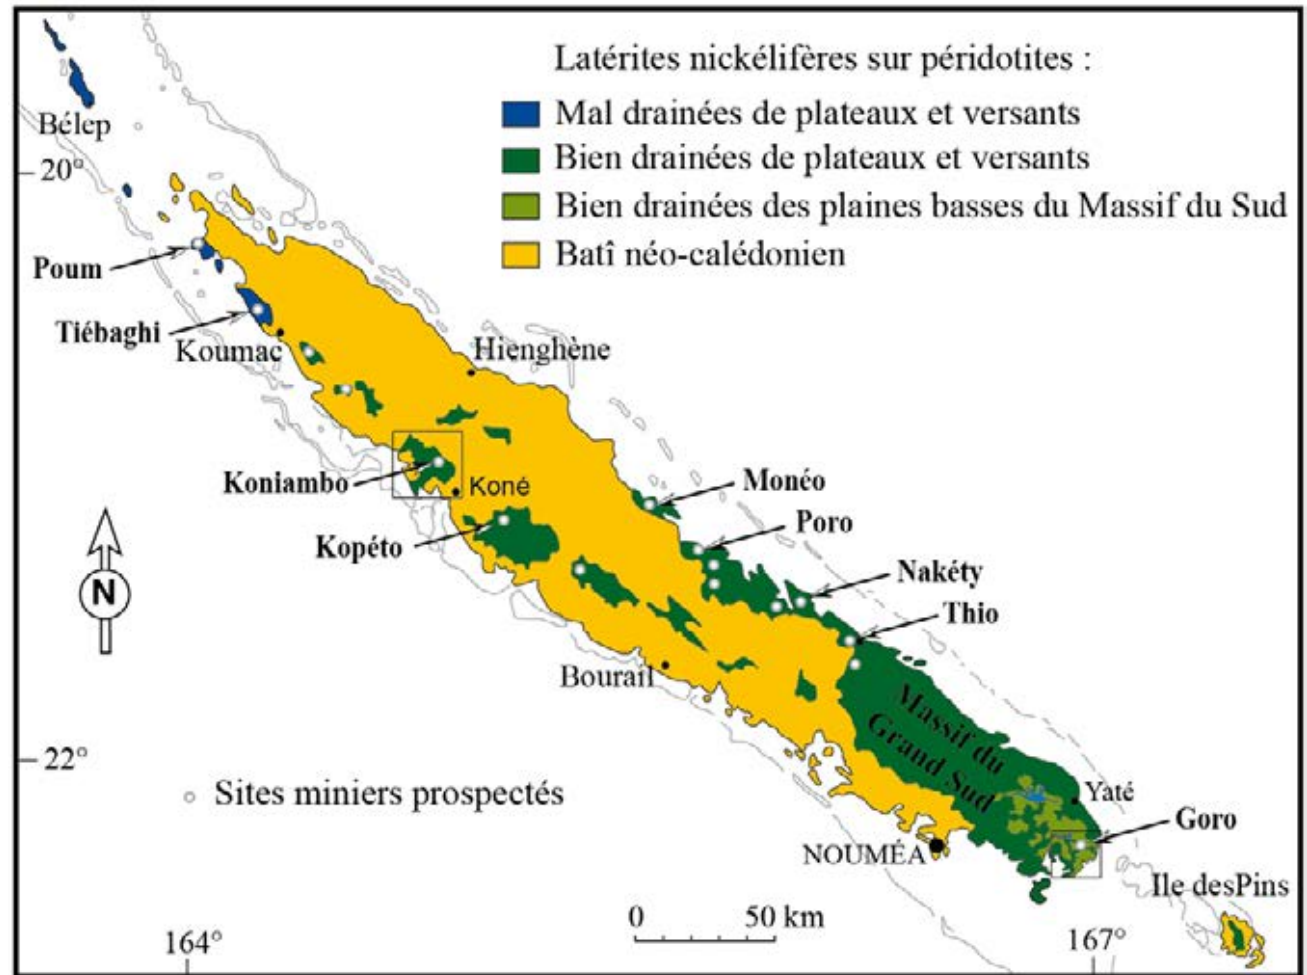 Latérites nickélifères sur péridotites :
Mal drainées de plateaux et versants
Bien drainées de plateaux et versants
Bien drainées des plaines basses du Massif du Sud
Batî néo-calédonien
Bélep
20°
Poum
Tiébaghi
Koumac
Hienghène
Koniambo
Koné
Kopéto
Monéo
Poro
Nakéty
Thio
N
Bourail
Massif du
Grand Sud
22°
Sites miniers prospectés
Yaté
Goro
NOUMÉA
Ile desPins
0 50 km
164°
167°